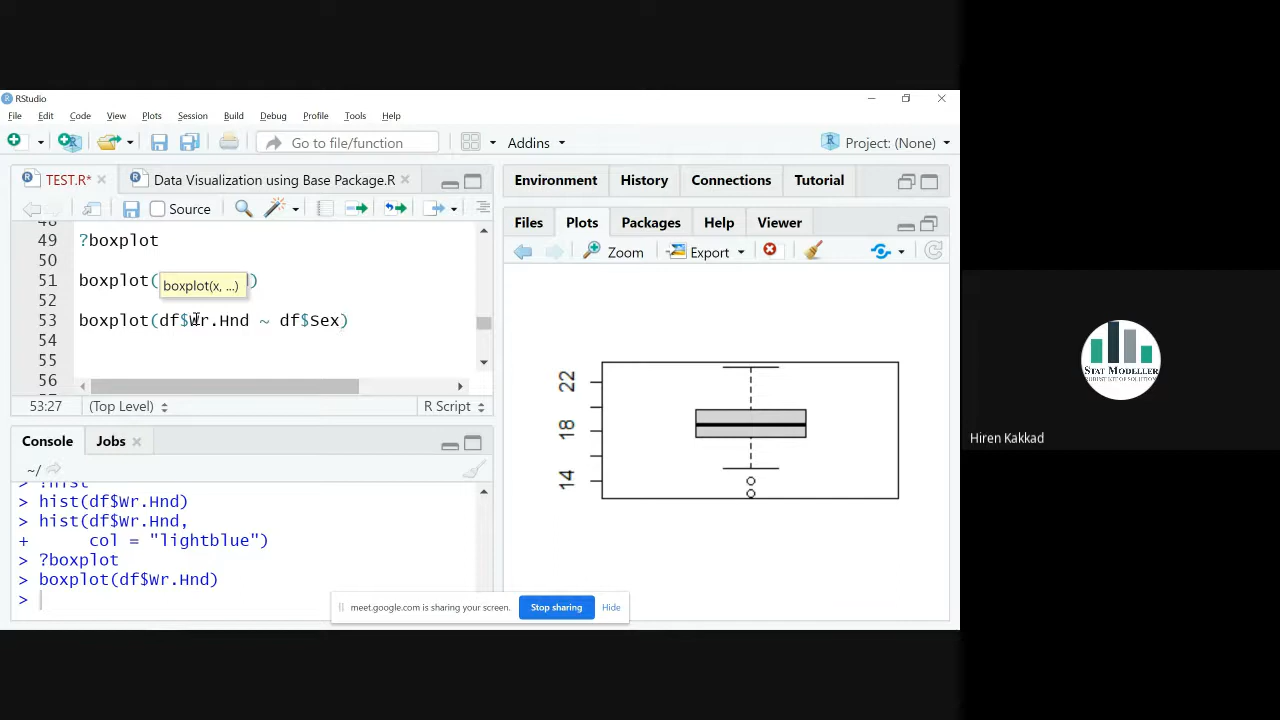 RStudio
File Edit Code View Plots Session Build Debug Profile Tools Help
Go to file/function Addins Project: (None)
TEST.R* Data Visualization using Base Package.R
Source
Environment History Connections Tutorial
Files Plots Packages Help Viewer
Zoom Export
49 ?boxplot
50
51 boxplot( )
boxplot(x, ...)
52
53 boxplot(df$Wr.Hnd ~ df$Sex)
54
55
56
53:27 (Top Level) R Script
Console Jobs
~/
> ?hist
> hist(df$Wr.Hnd)
> hist(df$Wr.Hnd,
+ col = "lightblue")
> ?boxplot
> boxplot(df$Wr.Hnd)
>
22
18
14
meet.google.com is sharing your screen. Stop sharing Hide
STAT MODELLER
Hiren Kakkad